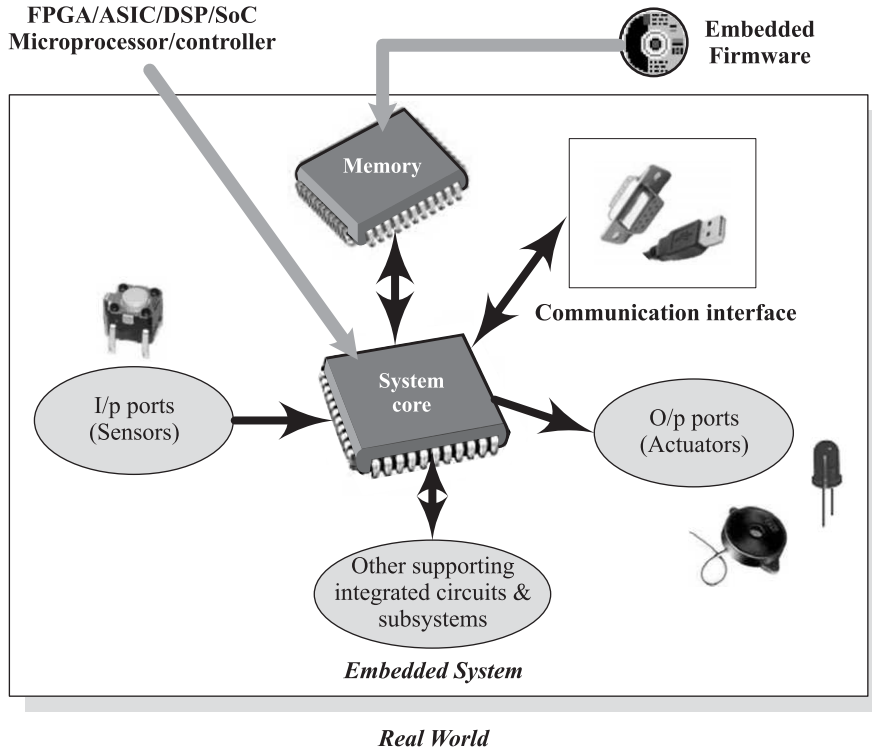 FPGA/ASIC/DSP/SoC
Microprocessor/controller
Embedded
Firmware
Memory
Communication interface
System
core
I/p ports
(Sensors)
O/p ports
(Actuators)
Other supporting
integrated circuits &
subsystems
Embedded System
Real World